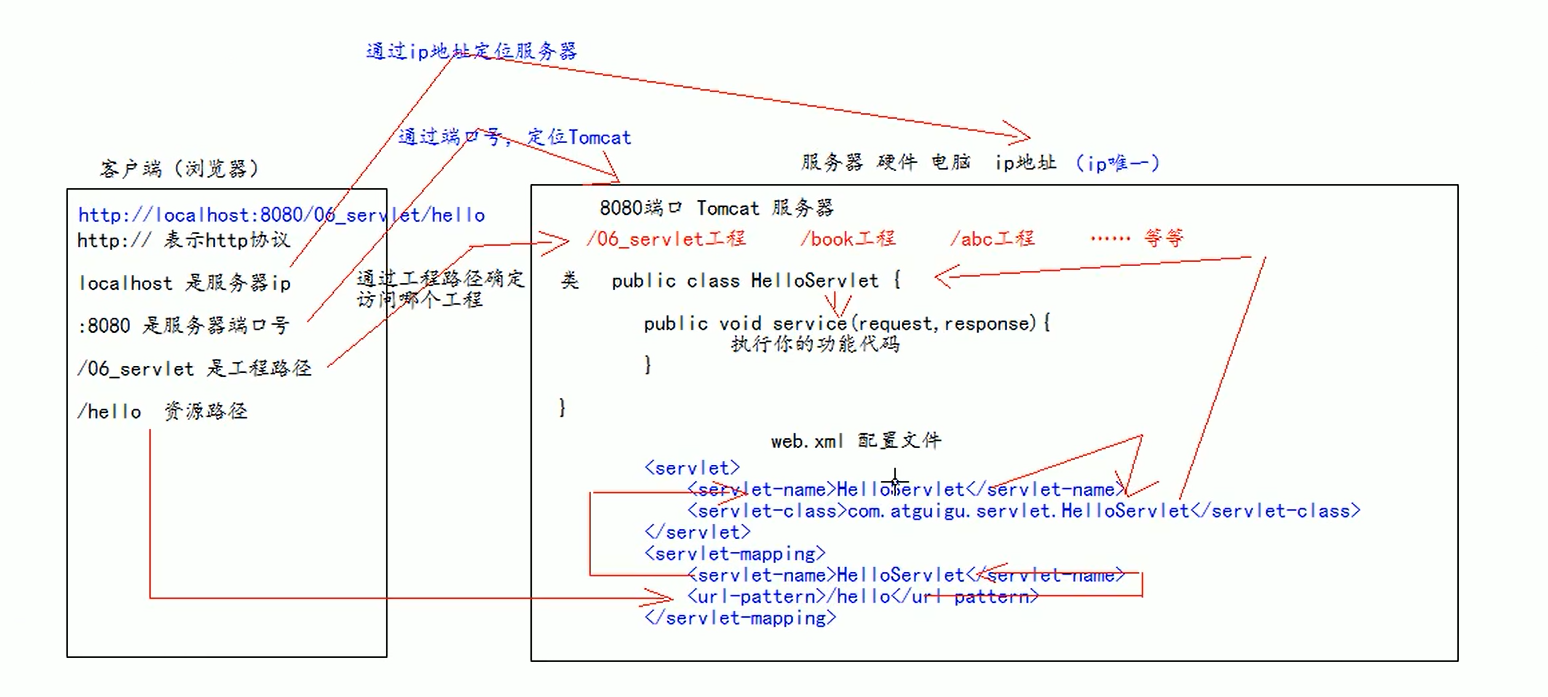 通过ip地址定位服务器
通过端口号，定位Tomcat
客户端（浏览器）
服务器 硬件 电脑 ip地址（ip唯一）
http://localhost:8080/06_servlet/hello
http:// 表示http协议
localhost 是服务器ip
:8080 是服务器端口号
/06_servlet 是工程路径
/hello 资源路径
通过工程路径确定
访问哪个工程
8080端口 Tomcat 服务器
/06_servlet工程 /book工程 /abc工程 …… 等等
类 public class HelloServlet {
public void service(request,response){
执行你的功能代码
}
}
web.xml 配置文件
<servlet>
<servlet-name>HelloServlet</servlet-name>
<servlet-class>com.atguigu.servlet.HelloServlet</servlet-class>
</servlet>
<servlet-mapping>
<servlet-name>HelloServlet</servlet-name>
<url-pattern>/hello</url-pattern>
</servlet-mapping>